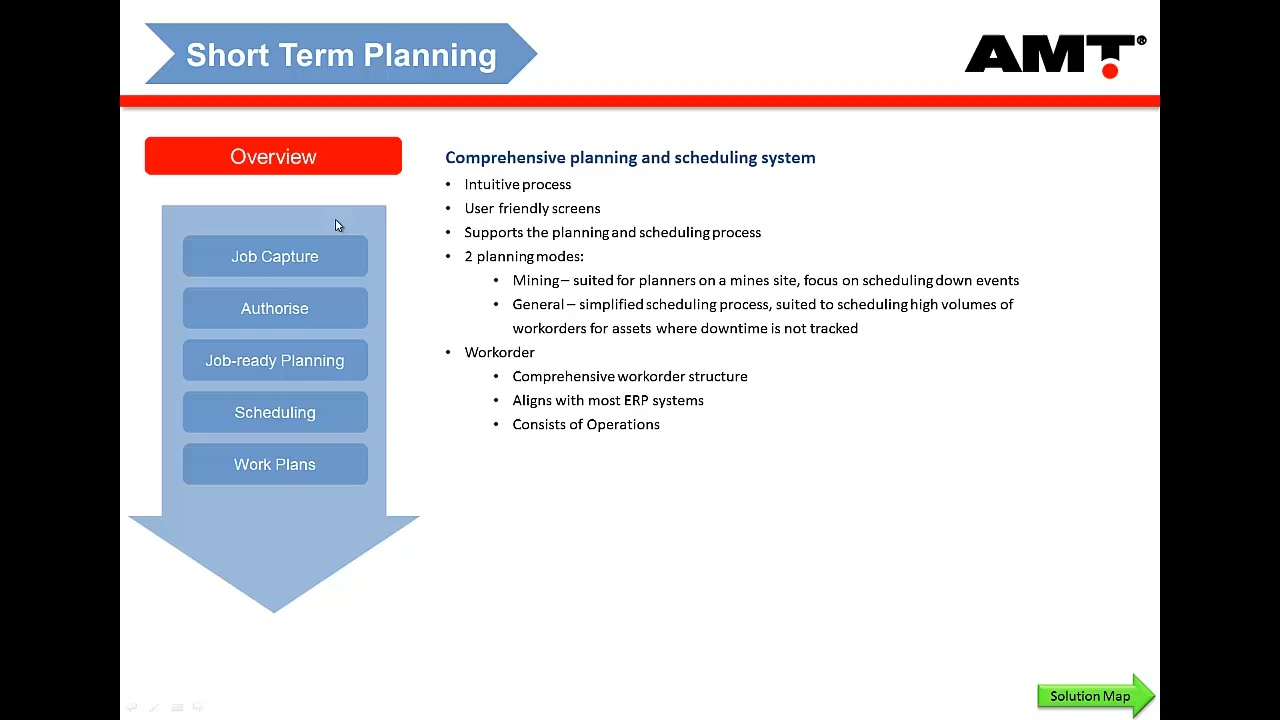 Short Term Planning
AMT®
Overview
Job Capture
Authorise
Job-ready Planning
Scheduling
Work Plans
Comprehensive planning and scheduling system
• Intuitive process
• User friendly screens
• Supports the planning and scheduling process
• 2 planning modes:
• Mining – suited for planners on a mines site, focus on scheduling down events
• General – simplified scheduling process, suited to scheduling high volumes of
workorders for assets where downtime is not tracked
• Workorder
• Comprehensive workorder structure
• Aligns with most ERP systems
• Consists of Operations
Solution Map